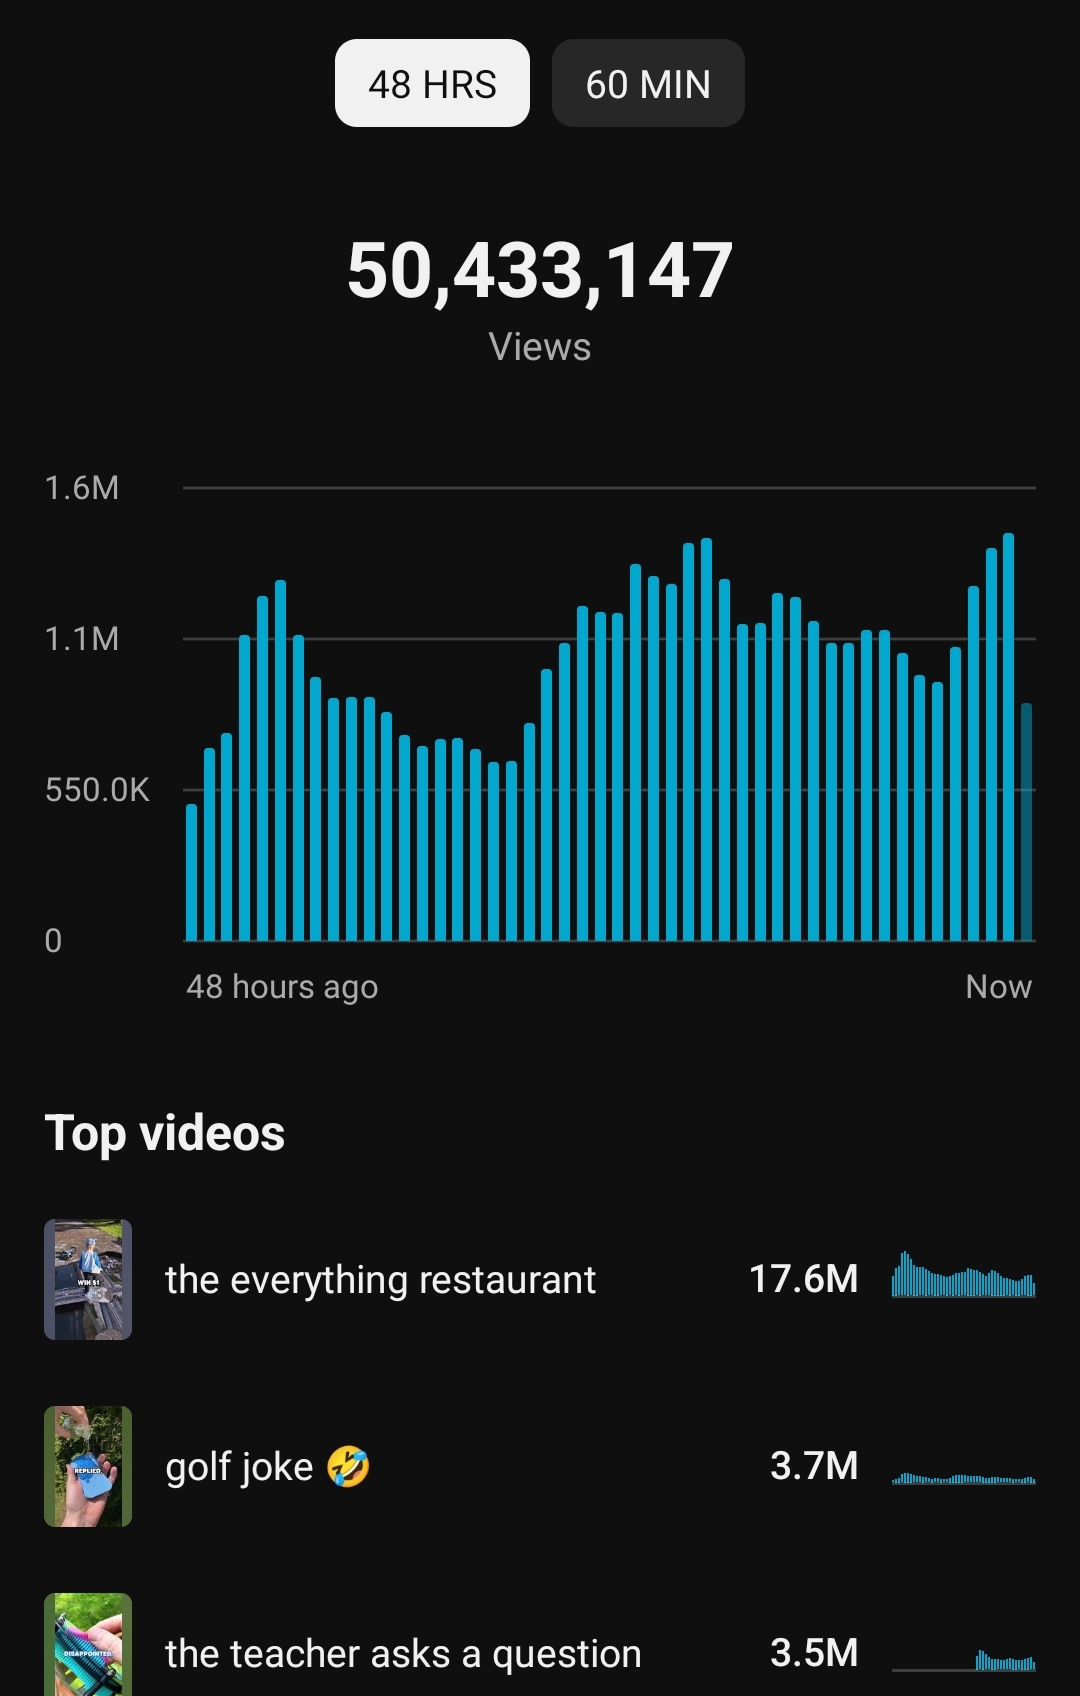 48 HRS 60 MIN
50,433,147
Views
1.6M
1.1M
550.0K
0
48 hours ago Now
Top videos
WIN $1
the everything restaurant 17.6M
REPLIED,
golf joke 🤣 3.7M
DISAPPOINTED
the teacher asks a question 3.5M